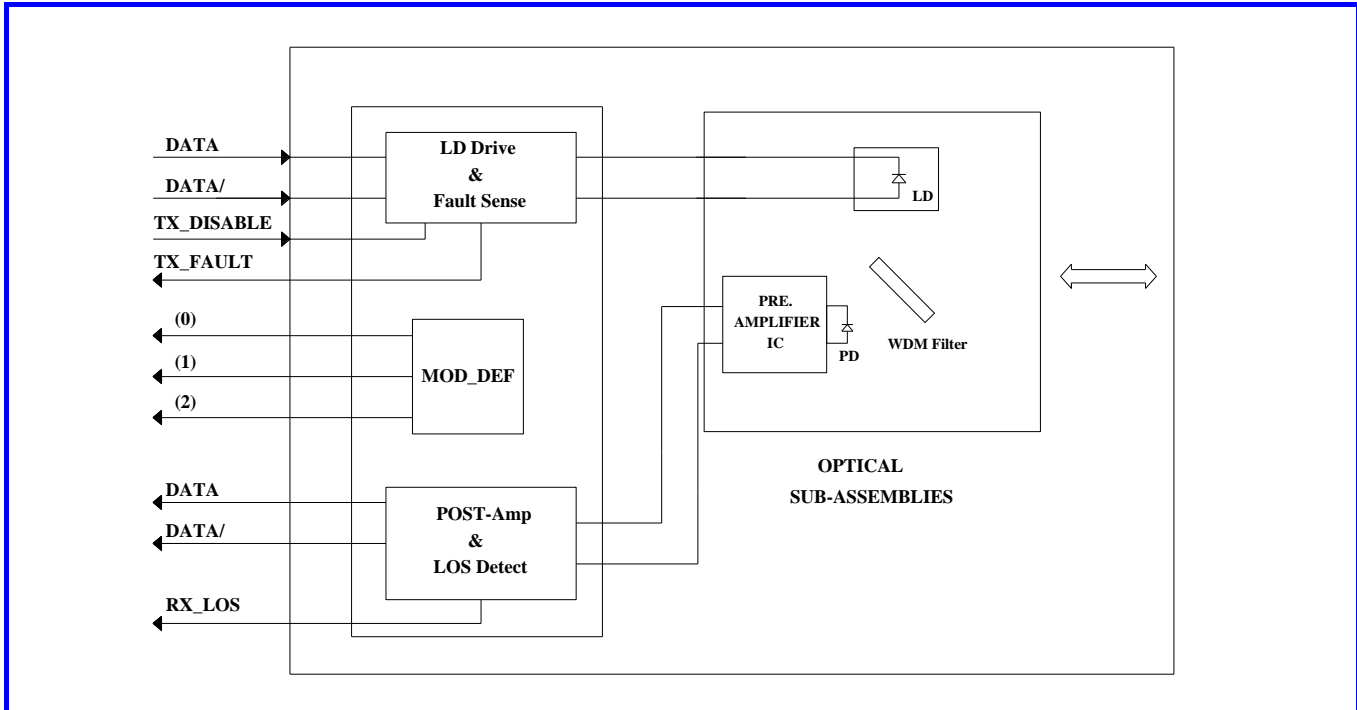 DATA
DATA/
TX_DISABLE
TX_FAULT
(0)
(1)
(2)
DATA
DATA/
RX_LOS
LD Drive
&
Fault Sense
MOD_DEF
POST-Amp
&
LOS Detect
LD
PRE.
AMPLIFIER
IC
PD
WDM Filter
OPTICAL
SUB-ASSEMBLIES